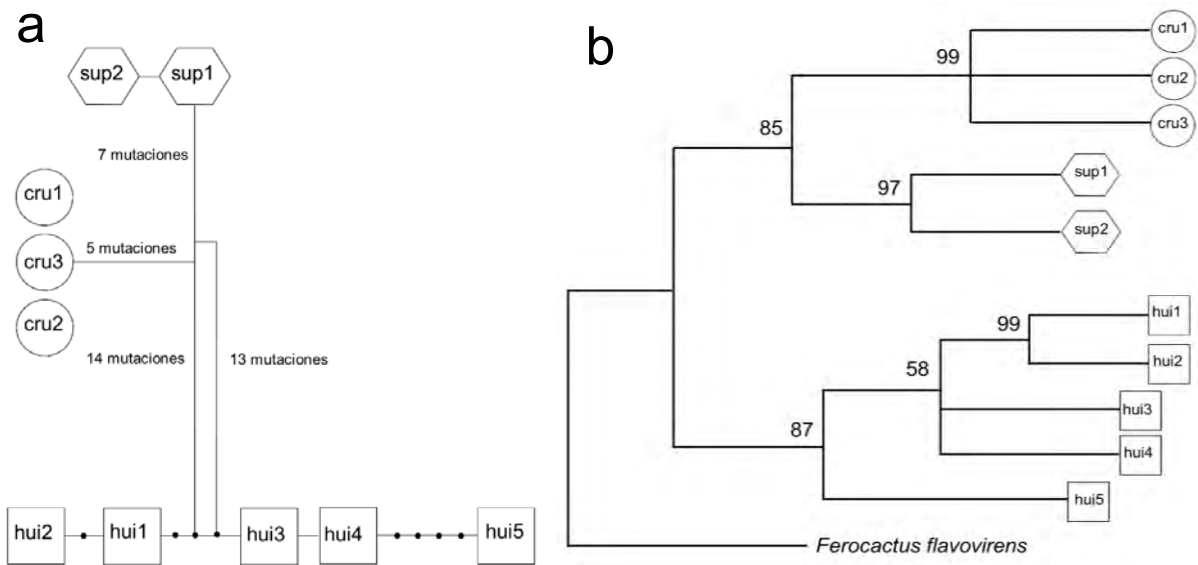 a
sup2
sup1
7 mutaciones
cru1
5 mutaciones
cru3
cru2
14 mutaciones
13 mutaciones
hui2
hui1
hui3
hui4
hui5
b
cru1
99
cru2
cru3
85
sup1
97
sup2
hui1
99
hui2
58
hui3
87
hui4
hui5
Ferocactus flavovirens